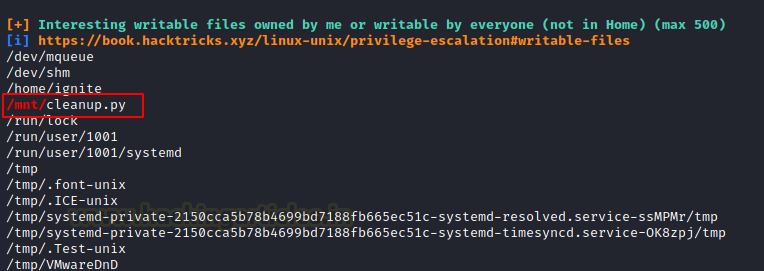 [+] Interesting writable files owned by me or writable by everyone (not in Home) (max 500)
[i] https://book.hacktricks.xyz/linux-unix/privilege-escalation#writable-files
/dev/mqueue
/dev/shm
/home/ignite
/mnt/cleanup.py
/run/lock
/run/user/1001
/run/user/1001/systemd
/tmp
/tmp/.font-unix
/tmp/.ICE-unix
/tmp/systemd-private-2150cca5b78b4699bd7188fb665ec51c-systemd-resolved.service-ssMPMr/tmp
/tmp/systemd-private-2150cca5b78b4699bd7188fb665ec51c-systemd-timesyncd.service-OK8zpj/tmp
/tmp/.Test-unix
/tmp/VMwareDnD